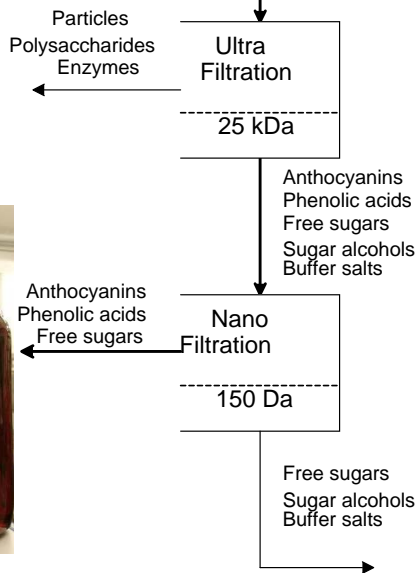 Particles
Polysaccharides
Enzymes
Ultra
Filtration
25 kDa
Anthocyanins
Phenolic acids
Free sugars
Sugar alcohols
Buffer salts
Anthocyanins
Phenolic acids
Free sugars
Nano
Filtration
150 Da
Free sugars
Sugar alcohols
Buffer salts